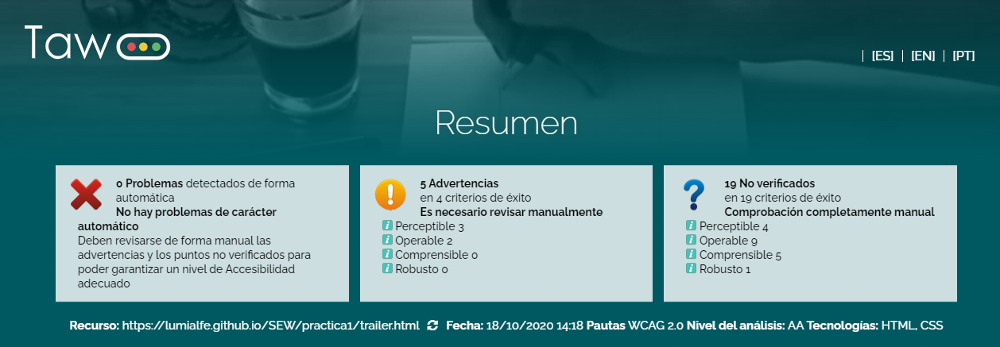 Taw
| [ES] | [EN] | [PT]
Resumen
0 Problemas detectados de forma
automática
No hay problemas de carácter
automático
Deben revisarse de forma manual las
advertencias y los puntos no verificados para
poder garantizar un nivel de Accesibilidad
adecuado
5 Advertencias
en 4 criterios de éxito
Es necesario revisar manualmente
Perceptible 3
Operable 2
Comprensible 0
Robusto 0
19 No verificados
en 19 criterios de éxito
Comprobación completamente manual
Perceptible 4
Operable 9
Comprensible 5
Robusto 1
Recurso: https://lumialfe.github.io/SEW/practica1/trailer.html Fecha: 18/10/2020 14:18 Pautas WCAG 2.0 Nivel del análisis: AA Tecnologías: HTML, CSS